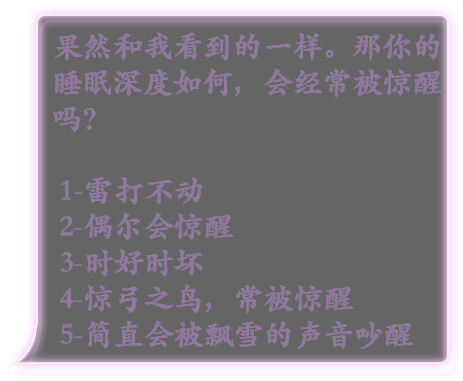 果然和我看到的一样。那你的
睡眠深度如何，会经常被惊醒
吗？
1-雷打不动
2-偶尔会惊醒
3-时好时坏
4-惊弓之鸟，常被惊醒
5-简直会被飘雪的声音吵醒